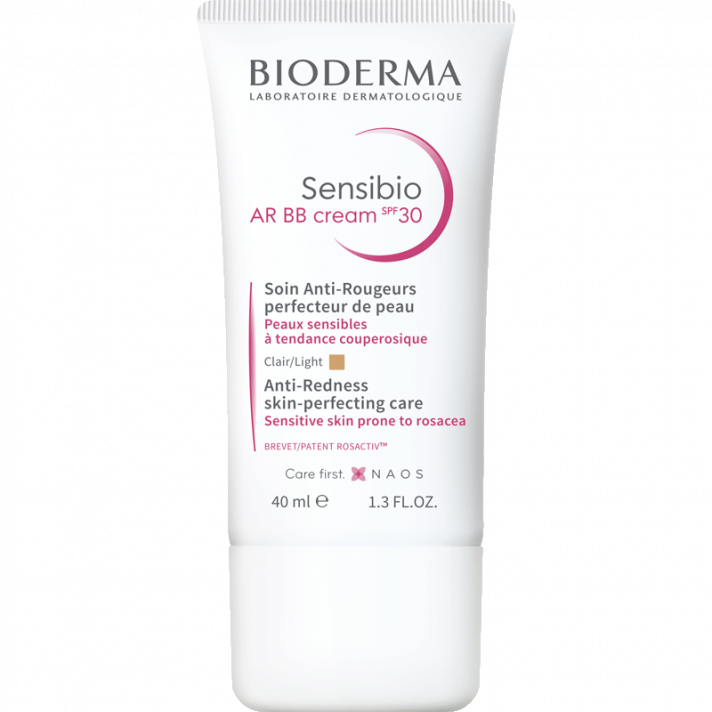 BIODERMA
LABORATOIRE DERMATOLOGIQUE
Sensibio
AR BB cream SPF30
Soin Anti-Rougeurs
perfecteur de peau
Peaux sensibles
à tendance couperosique
Clair/Light
Anti-Redness
skin-perfecting care
Sensitive skin prone to rosacea
BREVET/PATENT ROSACTIV™
Care first. NAOS
40 ml ℮ 1.3 FL.OZ.